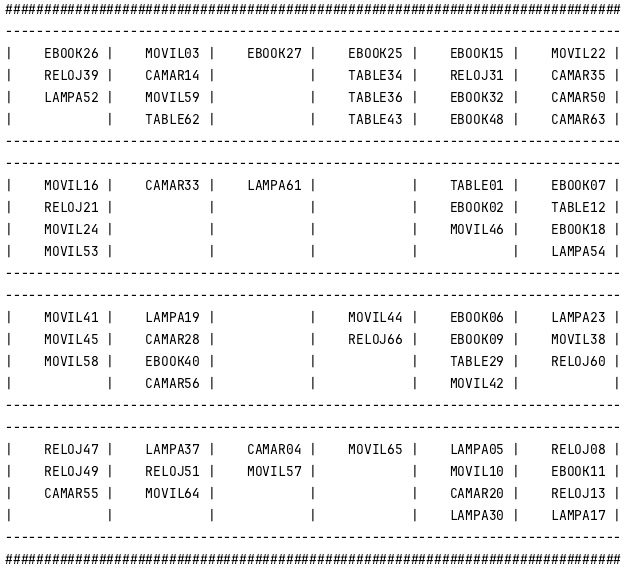 ################################################################################
--------------------------------------------------------------------------------
|    EBOOK26 |    MOVIL03 |    EBOOK27 |    EBOOK25 |    EBOOK15 |    MOVIL22 |
|    RELOJ39 |    CAMAR14 |            |    TABLE34 |    RELOJ31 |    CAMAR35 |
|    LAMPA52 |    MOVIL59 |            |    TABLE36 |    EBOOK32 |    CAMAR50 |
|            |    TABLE62 |            |    TABLE43 |    EBOOK48 |    CAMAR63 |
--------------------------------------------------------------------------------
--------------------------------------------------------------------------------
|    MOVIL16 |    CAMAR33 |    LAMPA61 |            |    TABLE01 |    EBOOK07 |
|    RELOJ21 |            |            |            |    EBOOK02 |    TABLE12 |
|    MOVIL24 |            |            |            |    MOVIL46 |    EBOOK18 |
|    MOVIL53 |            |            |            |            |    LAMPA54 |
--------------------------------------------------------------------------------
--------------------------------------------------------------------------------
|    MOVIL41 |    LAMPA19 |            |    MOVIL44 |    EBOOK06 |    LAMPA23 |
|    MOVIL45 |    CAMAR28 |            |    RELOJ66 |    EBOOK09 |    MOVIL38 |
|    MOVIL58 |    EBOOK40 |            |            |    TABLE29 |    RELOJ60 |
|            |    CAMAR56 |            |            |    MOVIL42 |            |
--------------------------------------------------------------------------------
--------------------------------------------------------------------------------
|    RELOJ47 |    LAMPA37 |    CAMAR04 |    MOVIL65 |    LAMPA05 |    RELOJ08 |
|    RELOJ49 |    RELOJ51 |    MOVIL57 |            |    MOVIL10 |    EBOOK11 |
|    CAMAR55 |    MOVIL64 |            |            |    CAMAR20 |    RELOJ13 |
|            |            |            |            |    LAMPA30 |    LAMPA17 |
--------------------------------------------------------------------------------
################################################################################